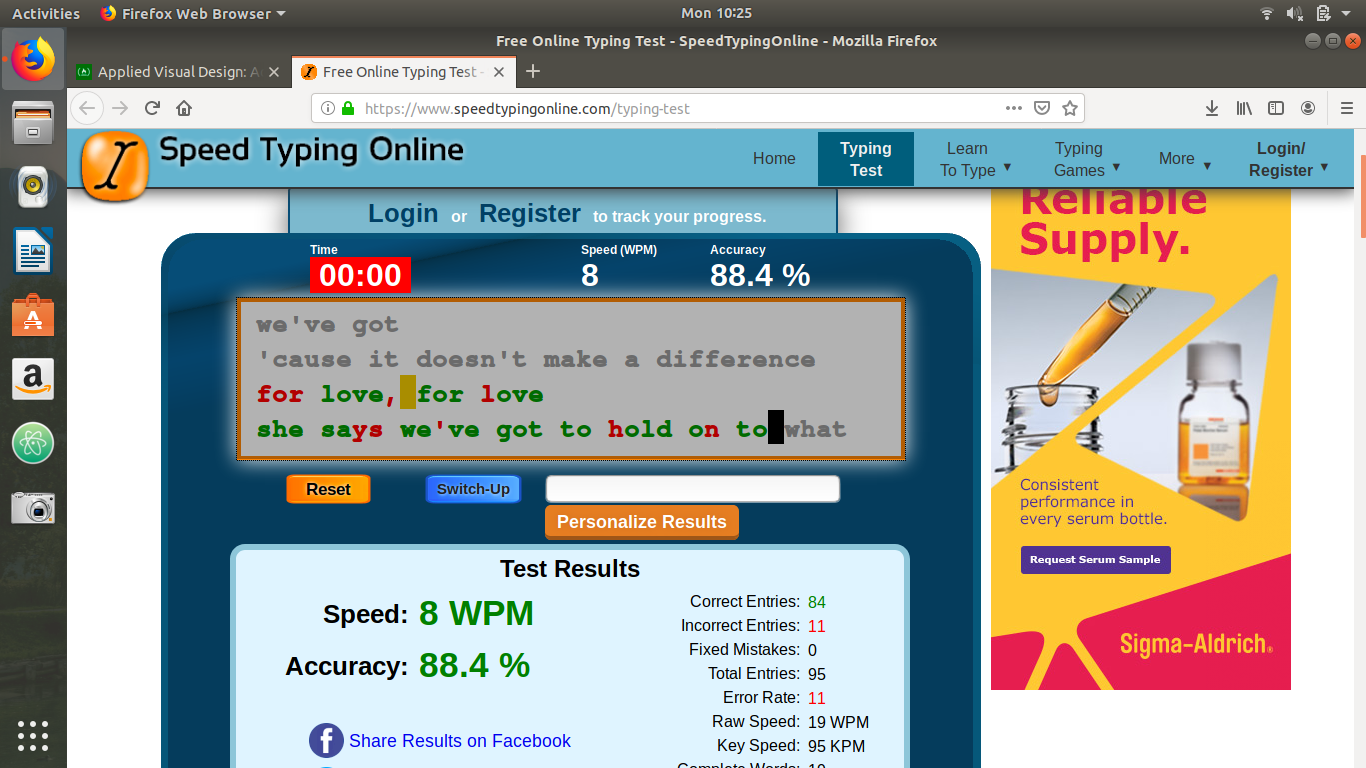 Activities Firefox Web Browser Mon 10:25
Free Online Typing Test - SpeedTypingOnline - Mozilla Firefox
Applied Visual Design: A Free Online Typing Test -
https://www.speedtypingonline.com/typing-test
Speed Typing Online
Home
Typing
Test
Learn
To Type
Typing
Games
More
Login/
Register
Login or Register to track your progress.
Time Speed (WPM) Accuracy
00:00 8 88.4 %
we've got
'cause it doesn't make a difference
for love, for love
she says we've got to hold on to what
Reset Switch-Up
Personalize Results
Test Results
Speed: 8 WPM
Accuracy: 88.4 %
Share Results on Facebook
Correct Entries: 84
Incorrect Entries: 11
Fixed Mistakes: 0
Total Entries: 95
Error Rate: 11
Raw Speed: 19 WPM
Key Speed: 95 KPM
Complete Words: 19
Reliable
Supply.
Consistent
performance in
every serum bottle.
Request Serum Sample
Sigma-Aldrich®